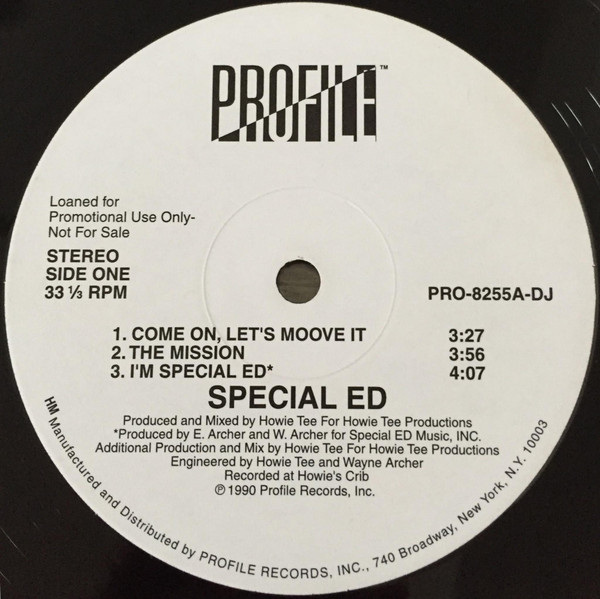 PROFILE™
Loaned for
Promotional Use Only-
Not For Sale
STEREO
SIDE ONE
33 ⅓ RPM
PRO-8255A-DJ
1. COME ON, LET'S MOOVE IT 3:27
2. THE MISSION 3:56
3. I'M SPECIAL ED* 4:07
SPECIAL ED
Produced and Mixed by Howie Tee For Howie Tee Productions
*Produced by E. Archer and W. Archer for Special ED Music, INC.
Additional Production and Mix by Howie Tee For Howie Tee Productions
Engineered by Howie Tee and Wayne Archer
Recorded at Howie's Crib
℗ 1990 Profile Records, Inc.
HM Manufactured and Distributed by PROFILE RECORDS, INC., 740 Broadway, New York, N.Y. 10003